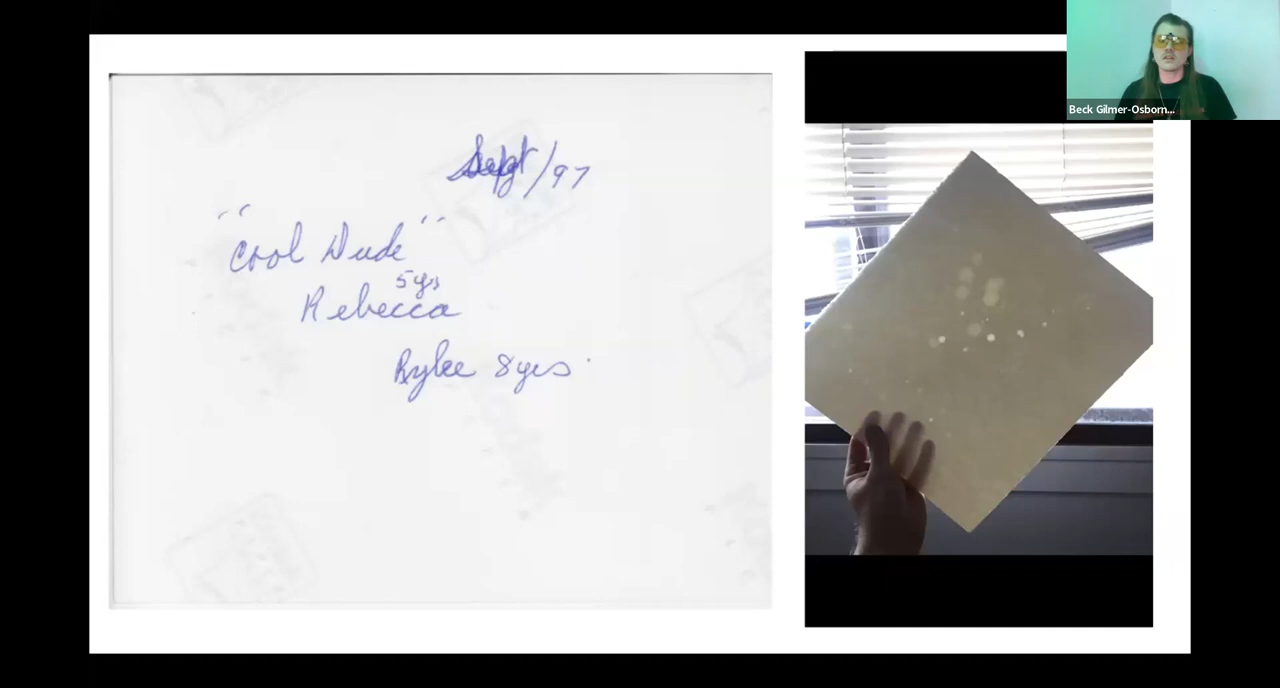 Sept/97
"Cool Dude"
5yrs
Rebecca
Rylee 8yrs
Beck Gilmer-Osborn...